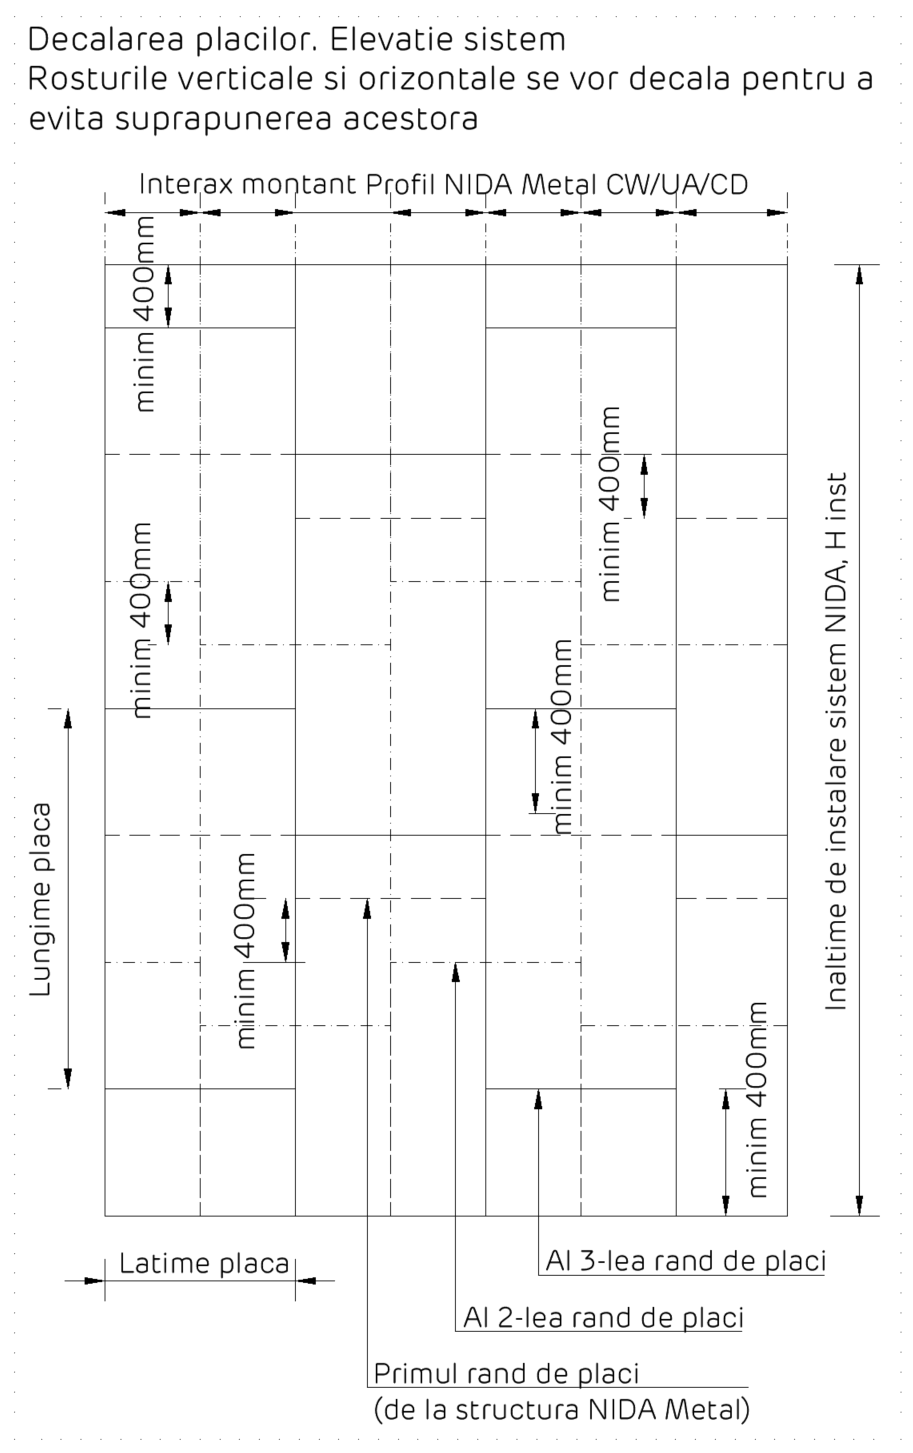 Decalarea placilor. Elevatie sistem
Rosturile verticale si orizontale se vor decala pentru a
evita suprapunerea acestora
Interax montant Profil NIDA Metal CW/UA/CD
minim 400mm
minim 400mm
minim 400mm
minim 400mm
minim 400mm
minim 400mm
Lungime placa
Inaltime de instalare sistem NIDA, H inst
Latime placa
Al 3-lea rand de placi
Al 2-lea rand de placi
Primul rand de placi
(de la structura NIDA Metal)